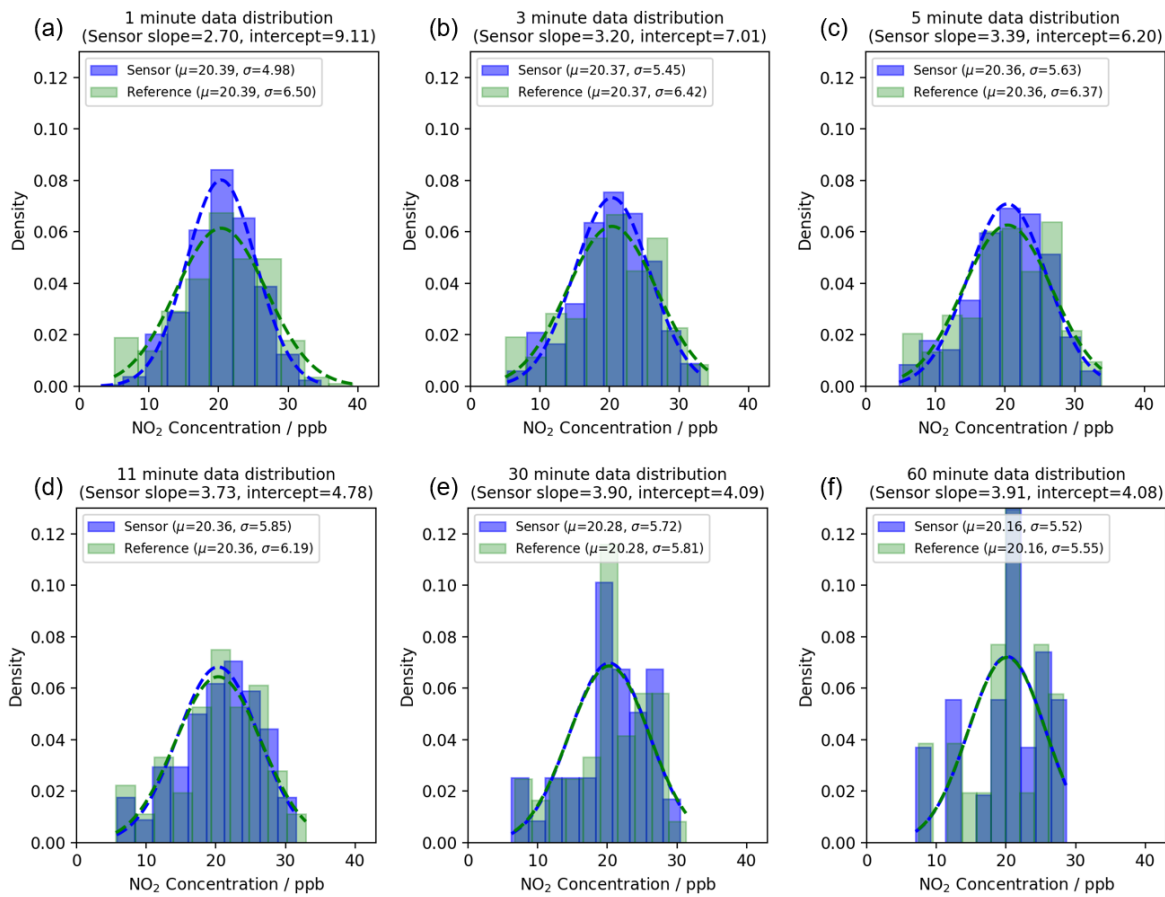 (a)
1 minute data distribution
(Sensor slope=2.70, intercept=9.11)
Sensor (μ=20.39, σ=4.98)
Reference (μ=20.39, σ=6.50)
0.12
0.10
0.08
0.06
0.04
0.02
0.00
Density
0 10 20 30 40
NO₂ Concentration / ppb
(b)
3 minute data distribution
(Sensor slope=3.20, intercept=7.01)
Sensor (μ=20.37, σ=5.45)
Reference (μ=20.37, σ=6.42)
0.12
0.10
0.08
0.06
0.04
0.02
0.00
Density
0 10 20 30 40
NO₂ Concentration / ppb
(c)
5 minute data distribution
(Sensor slope=3.39, intercept=6.20)
Sensor (μ=20.36, σ=5.63)
Reference (μ=20.36, σ=6.37)
0.12
0.10
0.08
0.06
0.04
0.02
0.00
Density
0 10 20 30 40
NO₂ Concentration / ppb
(d)
11 minute data distribution
(Sensor slope=3.73, intercept=4.78)
Sensor (μ=20.36, σ=5.85)
Reference (μ=20.36, σ=6.19)
0.12
0.10
0.08
0.06
0.04
0.02
0.00
Density
0 10 20 30 40
NO₂ Concentration / ppb
(e)
30 minute data distribution
(Sensor slope=3.90, intercept=4.09)
Sensor (μ=20.28, σ=5.72)
Reference (μ=20.28, σ=5.81)
0.12
0.10
0.08
0.06
0.04
0.02
0.00
Density
0 10 20 30 40
NO₂ Concentration / ppb
(f)
60 minute data distribution
(Sensor slope=3.91, intercept=4.08)
Sensor (μ=20.16, σ=5.52)
Reference (μ=20.16, σ=5.55)
0.12
0.10
0.08
0.06
0.04
0.02
0.00
Density
0 10 20 30 40
NO₂ Concentration / ppb